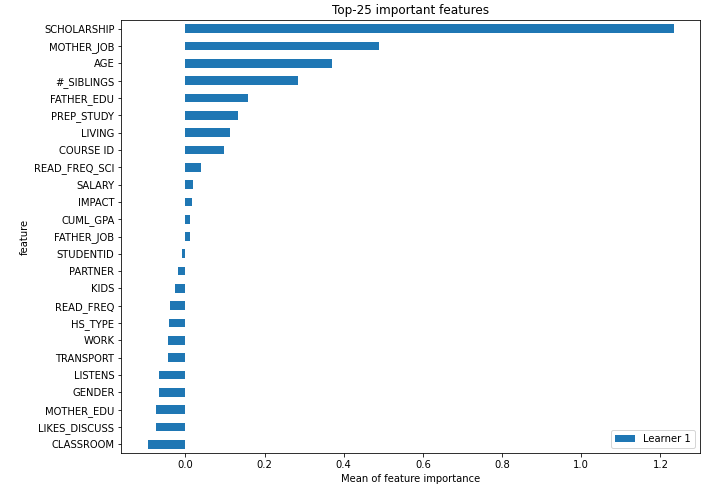 Top-25 important features
SCHOLARSHIP
MOTHER_JOB
AGE
#_SIBLINGS
FATHER_EDU
PREP_STUDY
LIVING
COURSE ID
READ_FREQ_SCI
SALARY
IMPACT
CUML_GPA
FATHER_JOB
STUDENTID
PARTNER
KIDS
READ_FREQ
HS_TYPE
WORK
TRANSPORT
LISTENS
GENDER
MOTHER_EDU
LIKES_DISCUSS
CLASSROOM
feature
Learner 1
0.0 0.2 0.4 0.6 0.8 1.0 1.2
Mean of feature importance